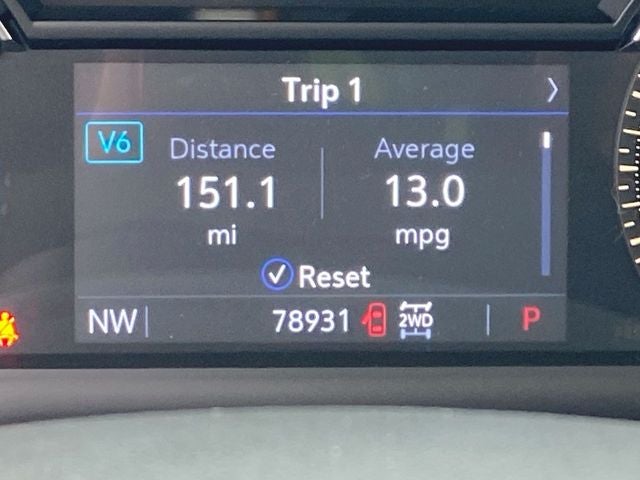 Trip 1
V6
Distance
Average
151.1
13.0
mi
mpg
Reset
NW 78931 2WD P